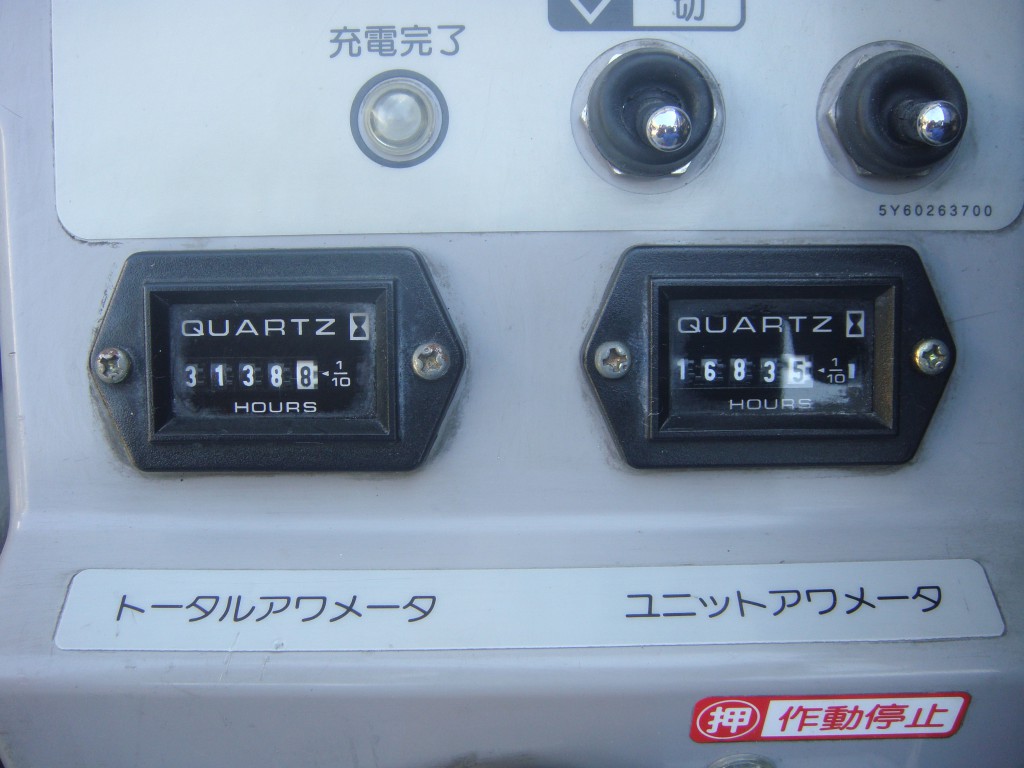 切
充電完了
5Y60263700
QUARTZ
31388 1/10
HOURS
QUARTZ
16835 1/10
HOURS
トータルアワメータ
ユニットアワメータ
押 作動停止